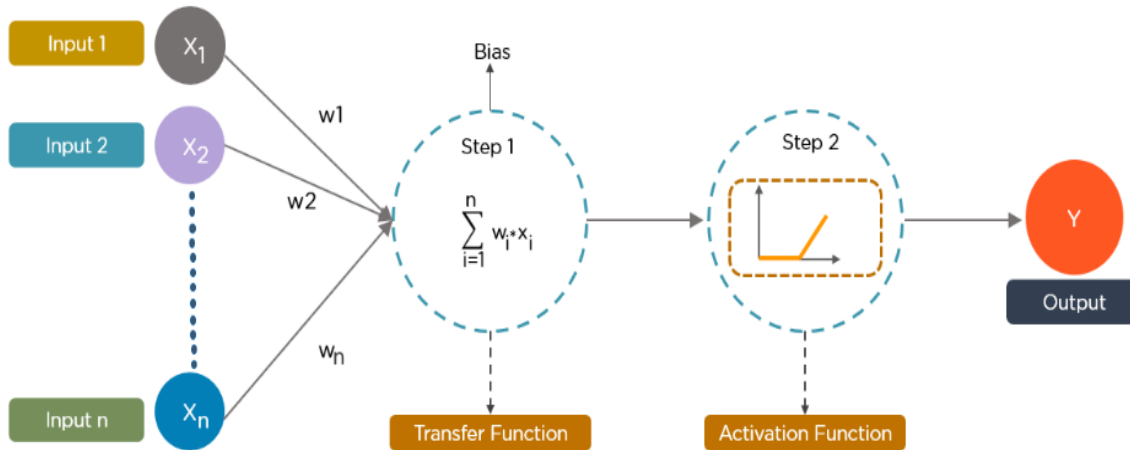 Input 1
X1
Bias
w1
Input 2
X2
Step 1
Step 2
w2
n
∑ wi*xi
i=1
Y
Output
wn
Input n
Xn
Transfer Function
Activation Function